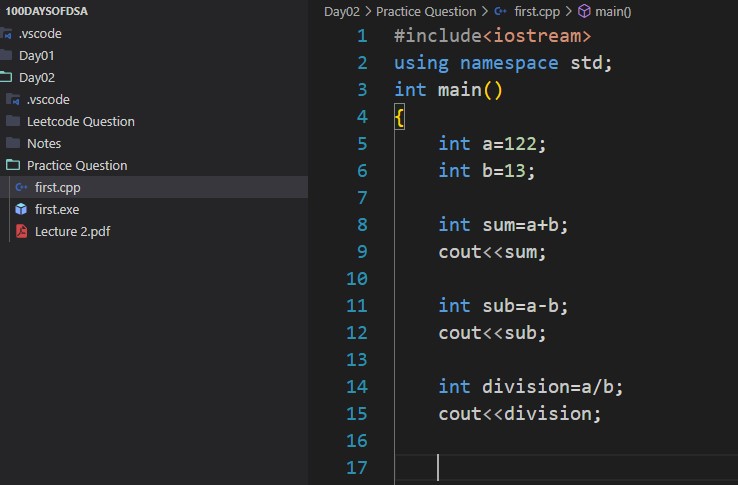 100DAYSOFDSA
.vscode
Day01
Day02
.vscode
Leetcode Question
Notes
Practice Question
first.cpp
first.exe
Lecture 2.pdf
Day02 > Practice Question > first.cpp > main()
1 #include<iostream>
2 using namespace std;
3 int main()
4 {
5 int a=122;
6 int b=13;
7
8 int sum=a+b;
9 cout<<sum;
10
11 int sub=a-b;
12 cout<<sub;
13
14 int division=a/b;
15 cout<<division;
16
17